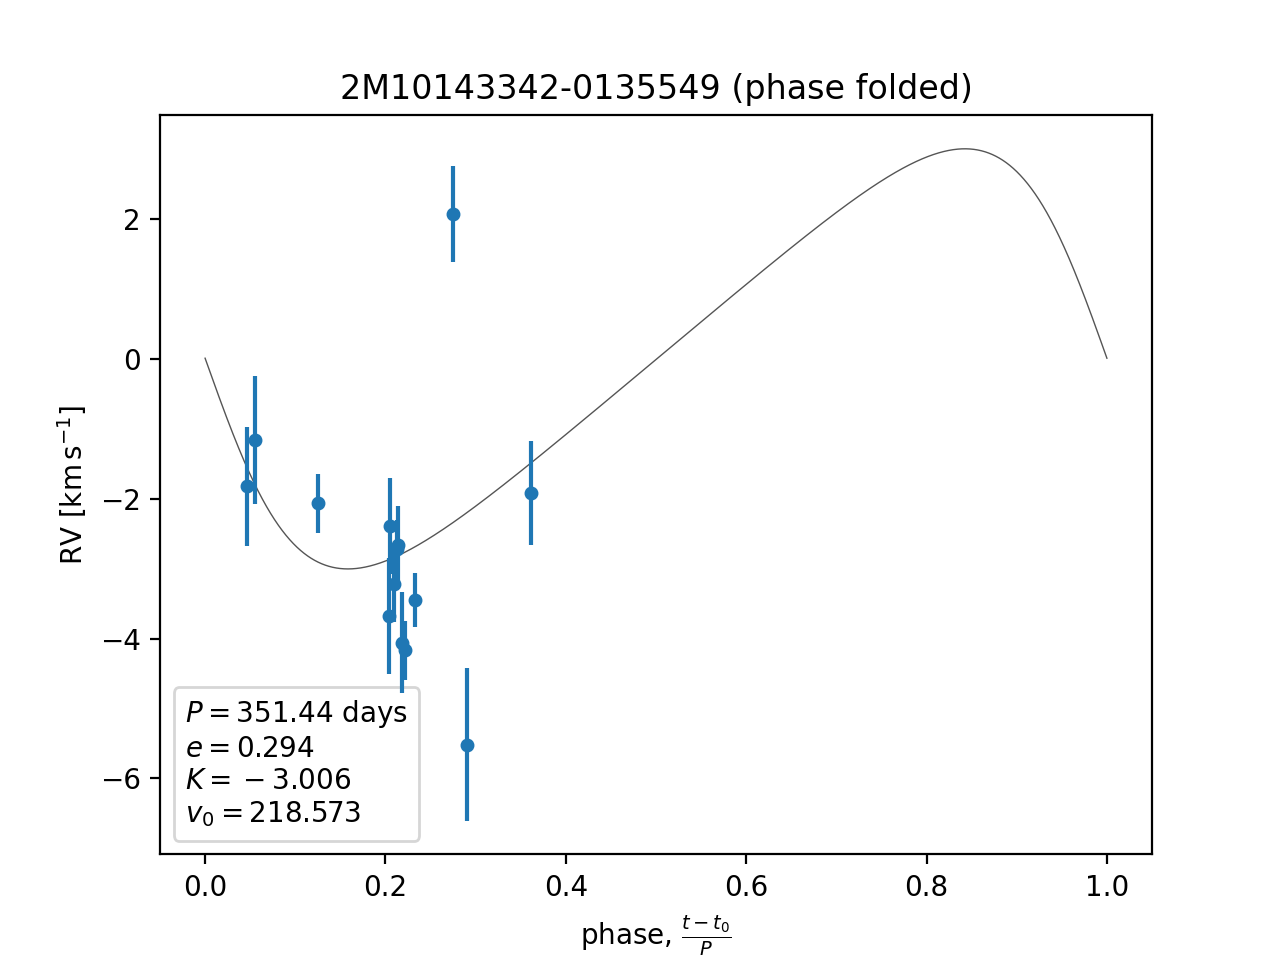 2M10143342-0135549 (phase folded)
RV [km s⁻¹]
2
0
−2
−4
−6
P = 351.44 days
e = 0.294
K = −3.006
v₀ = 218.573
0.0 0.2 0.4 0.6 0.8 1.0
phase, (t − t₀)/P